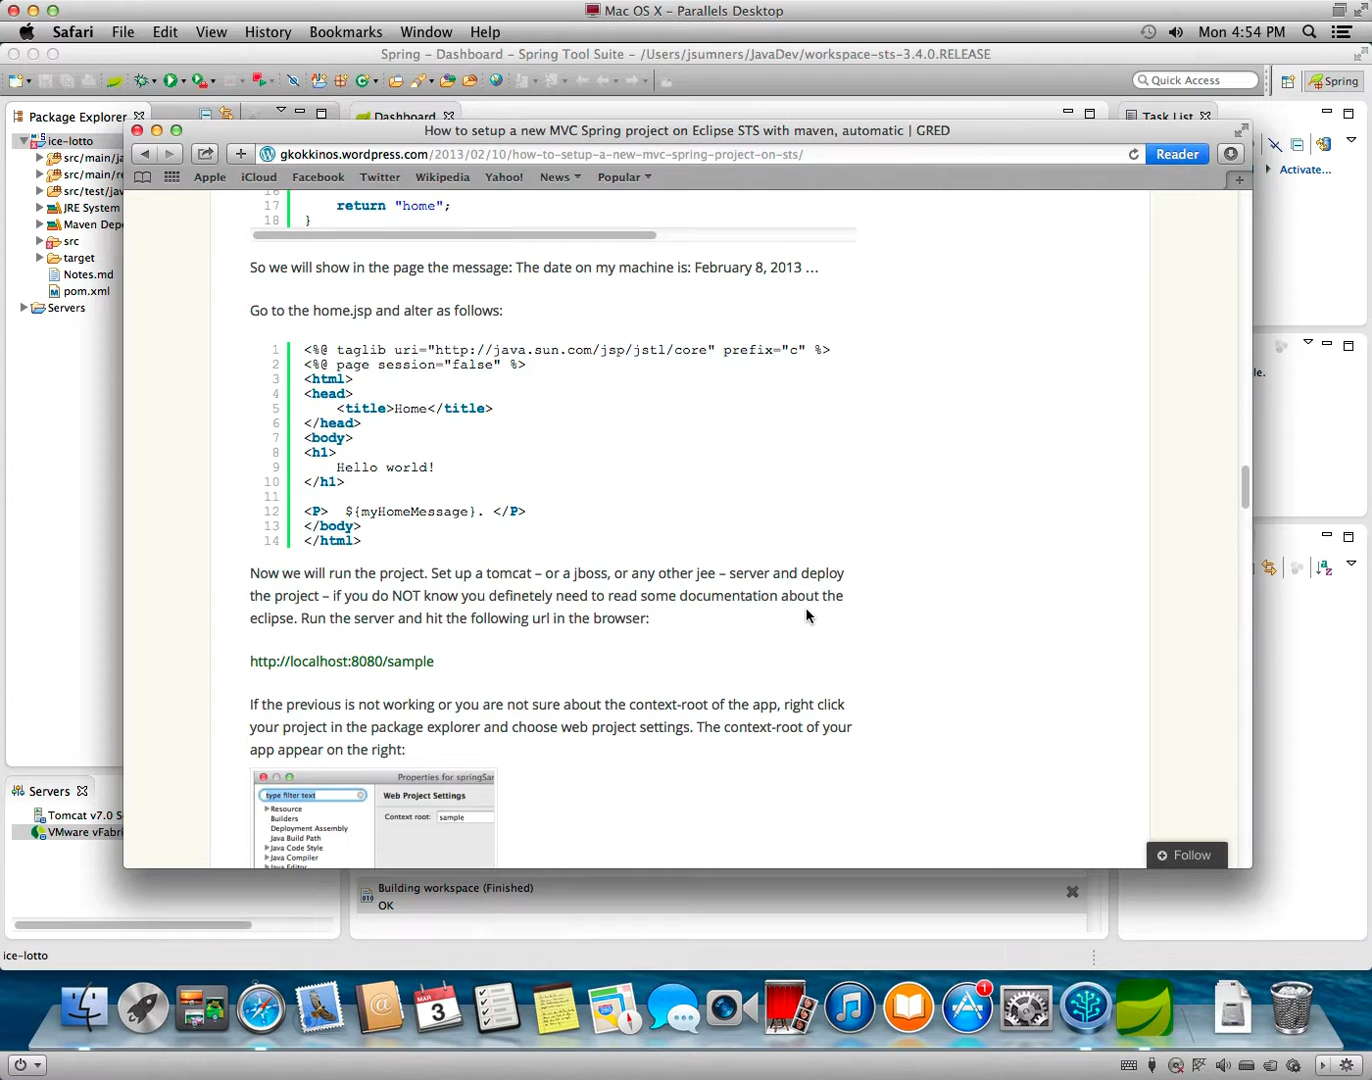 Mac OS X – Parallels Desktop
Safari File Edit View History Bookmarks Window Help Mon 4:54 PM
Spring – Dashboard – Spring Tool Suite – /Users/jsumners/JavaDev/workspace-sts-3.4.0.RELEASE
Quick Access Spring
Package Explorer Dashboard Task List
How to setup a new MVC Spring project on Eclipse STS with maven, automatic | GRED
gkokkinos.wordpress.com/2013/02/10/how-to-setup-a-new-mvc-spring-project-on-sts/ Reader
Apple iCloud Facebook Twitter Wikipedia Yahoo! News Popular
Activate...
ice-lotto
src/main/ja
src/main/re
src/test/jav
JRE System
Maven Depe
src
target
Notes.md
pom.xml
Servers
16
17 return "home";
18 }
So we will show in the page the message: The date on my machine is: February 8, 2013 …
Go to the home.jsp and alter as follows:
1 <%@ taglib uri="http://java.sun.com/jsp/jstl/core" prefix="c" %>
2 <%@ page session="false" %>
3 <html>
4 <head>
5 <title>Home</title>
6 </head>
7 <body>
8 <h1>
9 Hello world!
10 </h1>
11
12 <P> ${myHomeMessage}. </P>
13 </body>
14 </html>
Now we will run the project. Set up a tomcat – or a jboss, or any other jee – server and deploy
the project – if you do NOT know you definetely need to read some documentation about the
eclipse. Run the server and hit the following url in the browser:
http://localhost:8080/sample
If the previous is not working or you are not sure about the context-root of the app, right click
your project in the package explorer and choose web project settings. The context-root of your
app appear on the right:
Properties for springSar
type filter text Web Project Settings
Resource
Builders Context root: sample
Deployment Assembly
Java Build Path
Java Code Style
Java Compiler
Java Editor
Follow
le.
Servers
Tomcat v7.0 S
VMware vFabri
Building workspace (Finished)
OK
ice-lotto
MAR
3
1